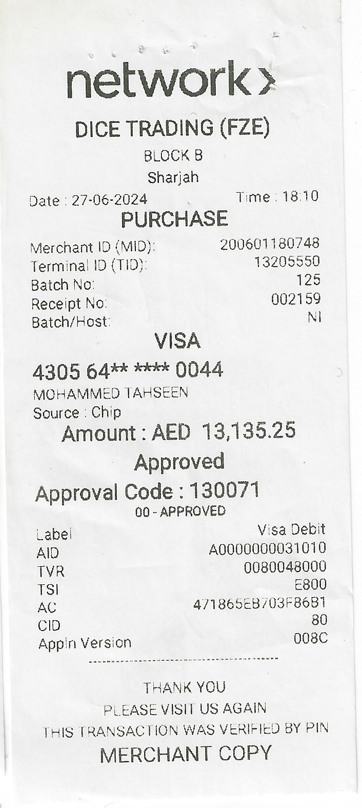 network>
DICE TRADING (FZE)
BLOCK B
Sharjah
Date : 27-06-2024 Time : 18:10
PURCHASE
Merchant ID (MID): 200601180748
Terminal ID (TID): 13205550
Batch No: 125
Receipt No: 002159
Batch/Host: NI
VISA
4305 64** **** 0044
MOHAMMED TAHSEEN
Source : Chip
Amount : AED 13,135.25
Approved
Approval Code : 130071
00 - APPROVED
Label Visa Debit
AID A0000000031010
TVR 0080048000
TSI E800
AC 471865EB703F86B1
CID 80
Appln Version 008C
THANK YOU
PLEASE VISIT US AGAIN
THIS TRANSACTION WAS VERIFIED BY PIN
MERCHANT COPY